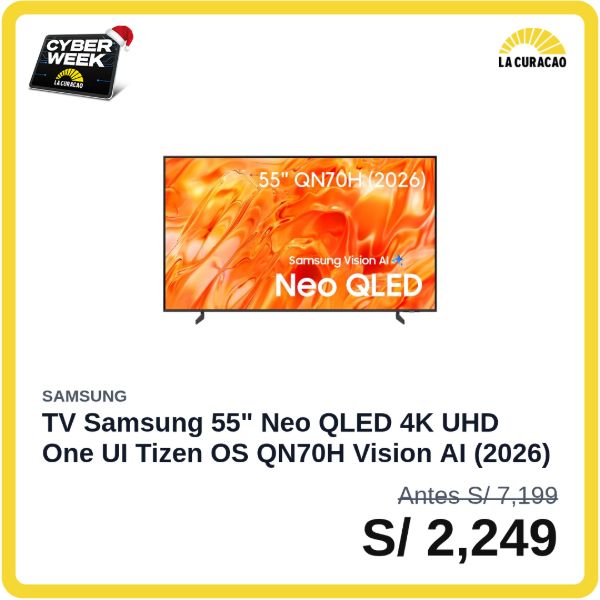 CYBER
WEEK
LA CURACAO
LA CURACAO
55" QN70H (2026)
Samsung Vision AI
Neo QLED
SAMSUNG
TV Samsung 55" Neo QLED 4K UHD
One UI Tizen OS QN70H Vision AI (2026)
Antes S/ 7,199
S/ 2,249